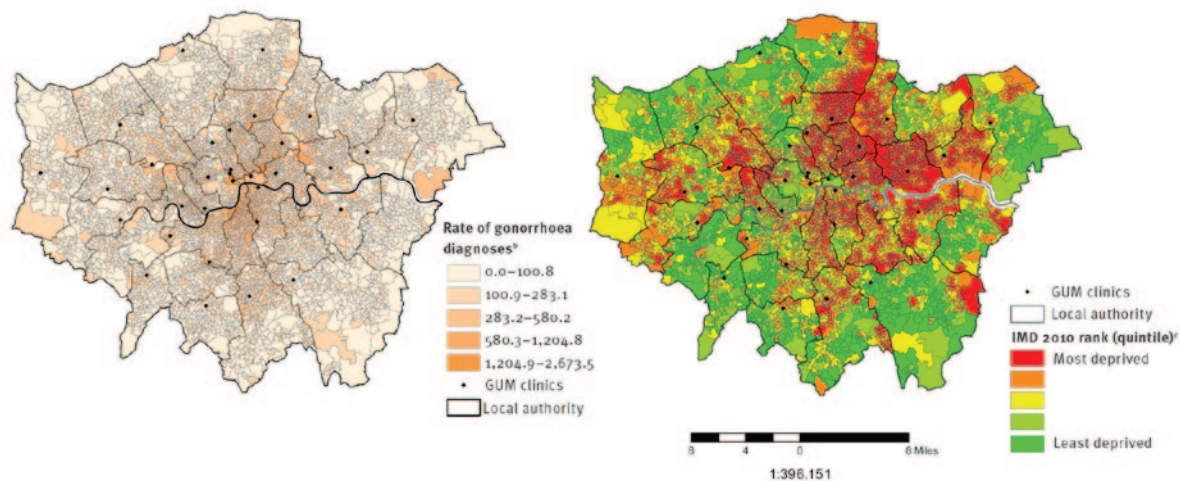 Rate of gonorrhoea
diagnosesᵇ
0.0–100.8
100.9–283.1
283.2–580.2
580.3–1,204.8
1,204.9–2,673.5
GUM clinics
Local authority
GUM clinics
Local authority
IMD 2010 rank (quintile)ᶜ
Most deprived
Least deprived
8 4 0 8 Miles
1:396,151